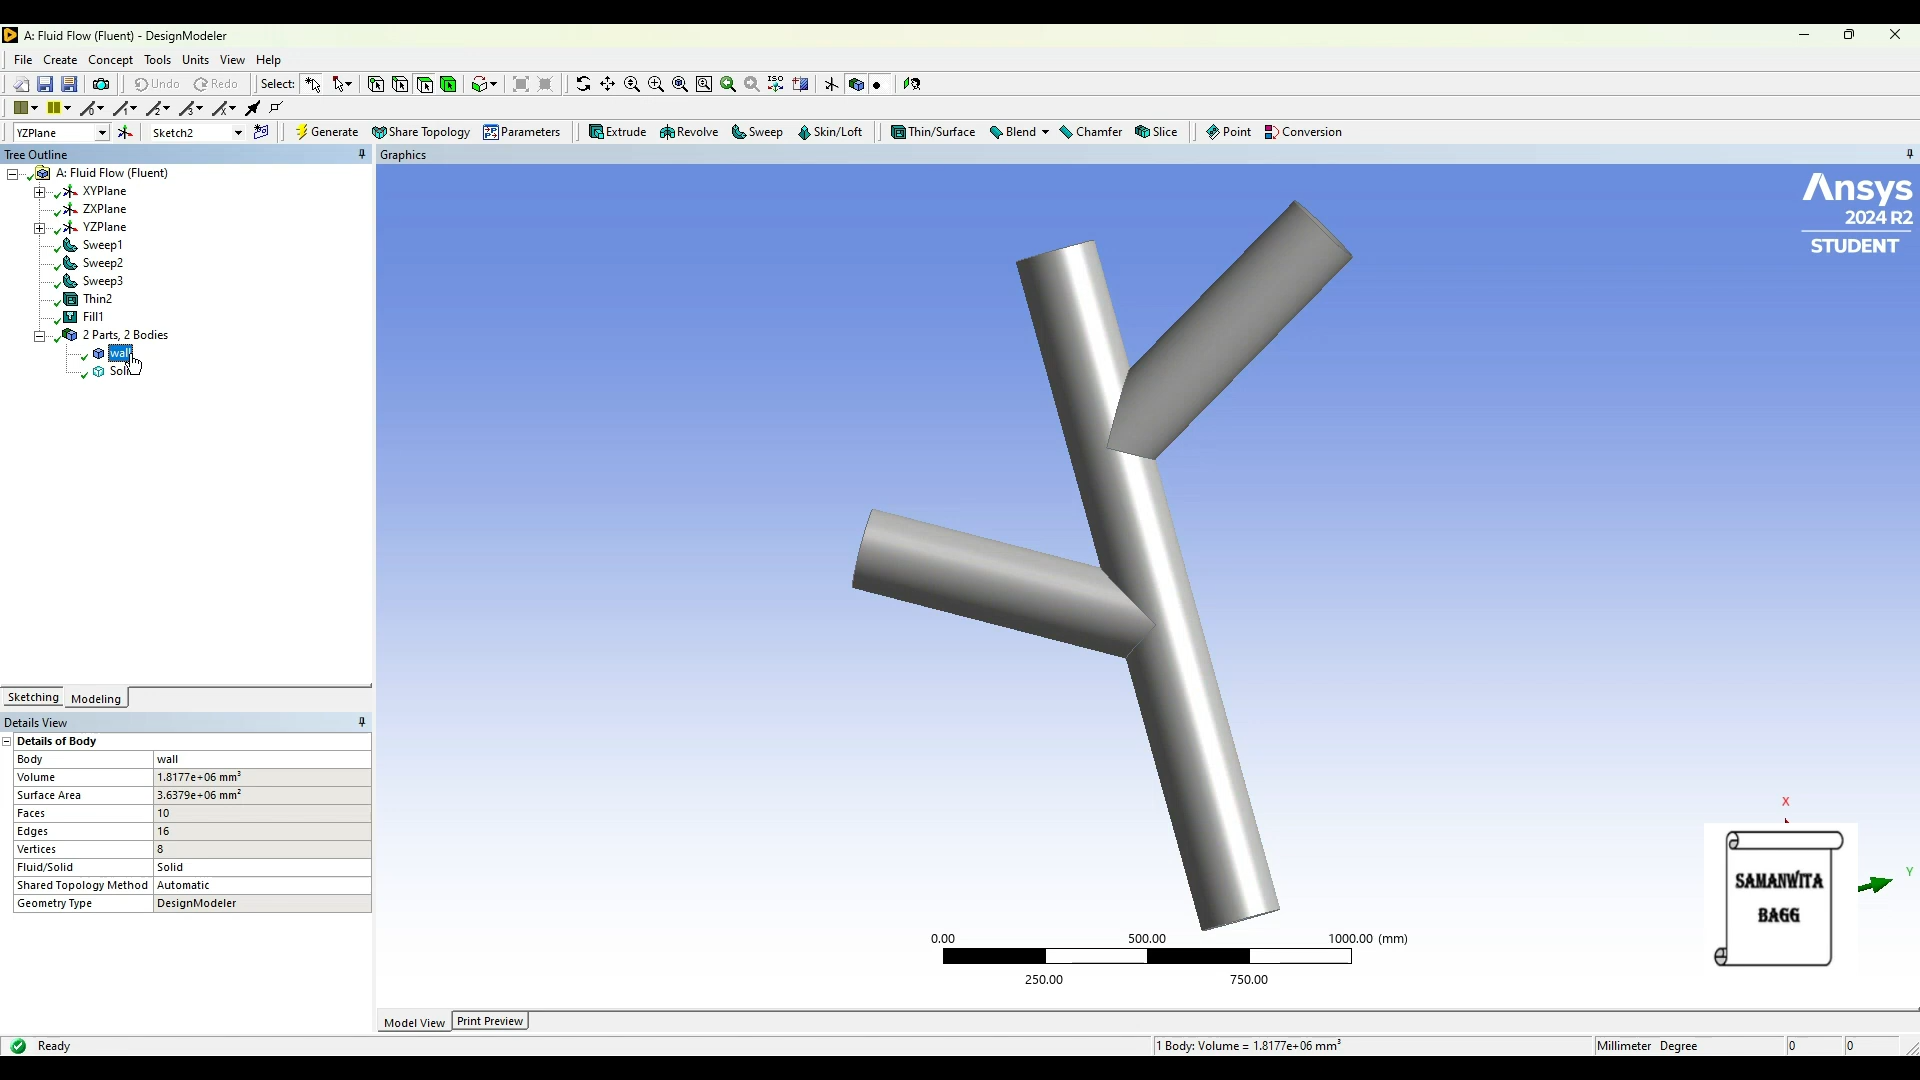 A: Fluid Flow (Fluent) - DesignModeler
File Create Concept Tools Units View Help
Undo Redo Select: ISO
YZPlane Sketch2 Generate Share Topology Parameters Extrude Revolve Sweep Skin/Loft Thin/Surface Blend Chamfer Slice Point Conversion
Tree Outline
Graphics
A: Fluid Flow (Fluent)
XYPlane
ZXPlane
YZPlane
Sweep1
Sweep2
Sweep3
Thin2
Fill1
2 Parts, 2 Bodies
wall
Ansys
2024 R2
STUDENT
Sketching Modeling
Details View
Details of Body
Body wall
Volume 1.8177e+06 mm³
Surface Area 3.6379e+06 mm²
Faces 10
Edges 16
Vertices 8
Fluid/Solid Solid
Shared Topology Method Automatic
Geometry Type DesignModeler
X
Y
SAMANWITA
BAGG
0.00 500.00 1000.00 (mm)
250.00 750.00
Model View Print Preview
Ready 1 Body: Volume = 1.8177e+06 mm³ Millimeter Degree 0 0